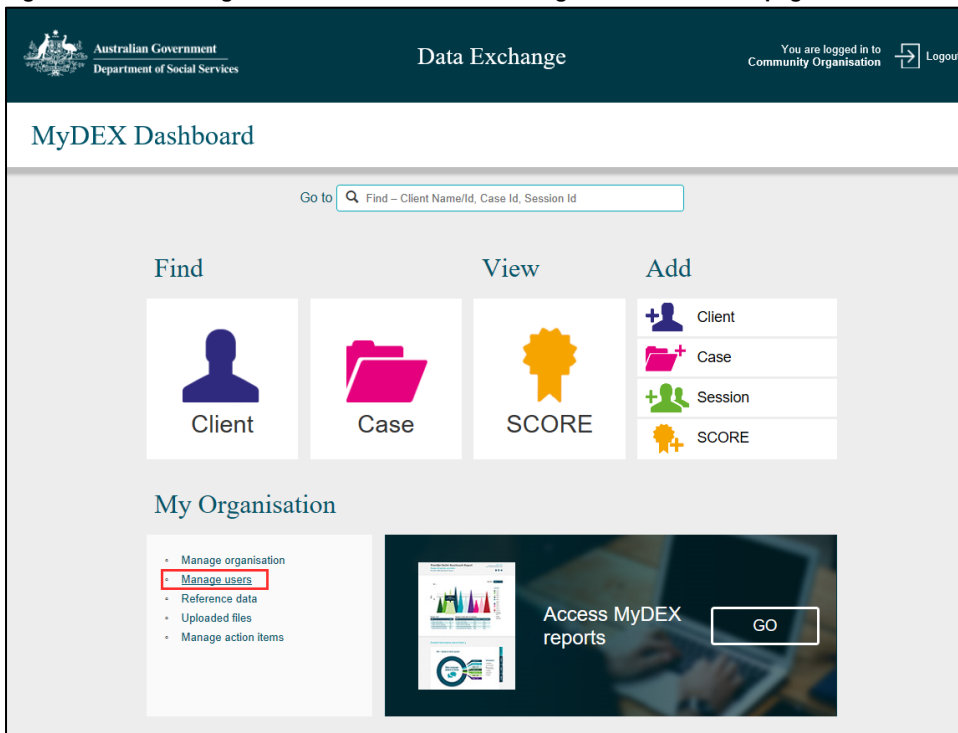 Australian Government
Department of Social Services
Data Exchange
You are logged in to
Community Organisation
Logout
MyDEX Dashboard
Go to
Find – Client Name/Id, Case Id, Session Id
Find
View
Add
Client
Case
SCORE
Client
Case
Session
SCORE
My Organisation
Manage organisation
Manage users
Reference data
Uploaded files
Manage action items
Access MyDEX
reports
GO